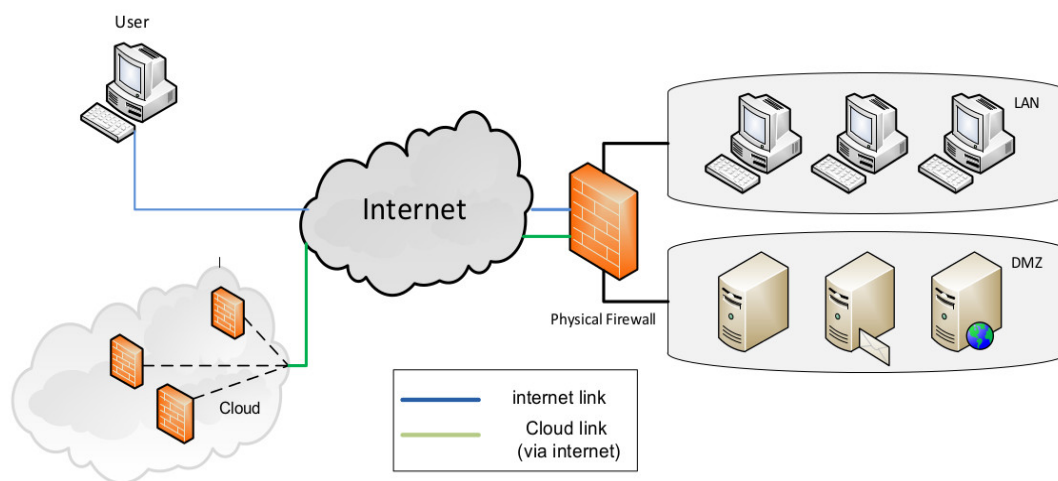 User
LAN
Internet
DMZ
Physical Firewall
Cloud
internet link
Cloud link
(via internet)